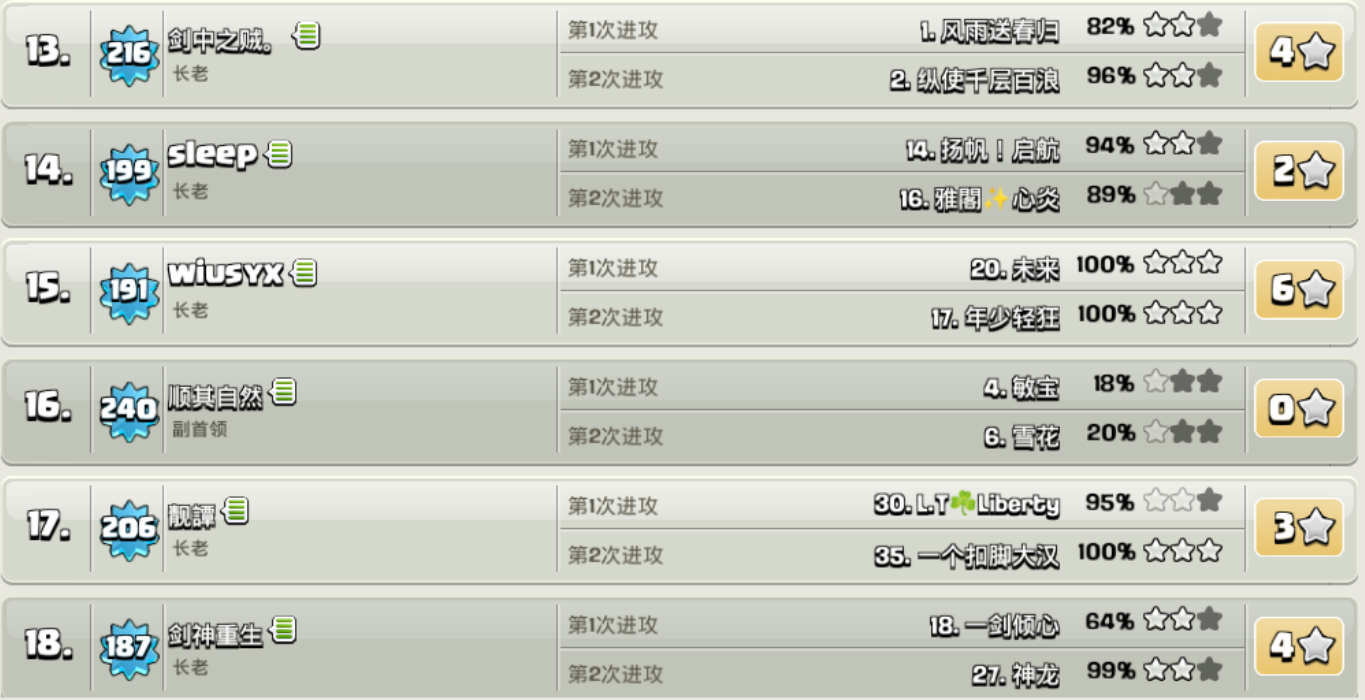 13. 216 剑中之贼。
长老
第1次进攻 1. 风雨送春归 82%
第2次进攻 2. 纵使千层百浪 96%
4
14. 199 sleep
长老
第1次进攻 14. 扬帆！启航 94%
第2次进攻 16. 雅閣✨心炎 89%
2
15. 191 wiusyx
长老
第1次进攻 20. 未来 100%
第2次进攻 17. 年少轻狂 100%
6
16. 240 顺其自然
副首领
第1次进攻 4. 敏宝 18%
第2次进攻 6. 雪花 20%
0
17. 206 靓譚
长老
第1次进攻 30. L.T☘Liberty 95%
第2次进攻 35. 一个扣脚大汉 100%
3
18. 187 剑神重生
长老
第1次进攻 18. 一剑倾心 64%
第2次进攻 27. 神龙 99%
4